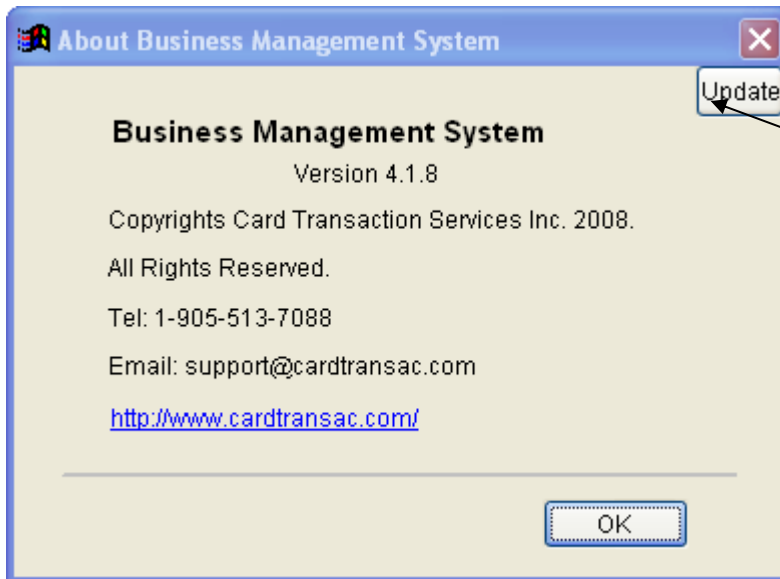 About Business Management System
Update
Business Management System
Version 4.1.8
Copyrights Card Transaction Services Inc. 2008.
All Rights Reserved.
Tel: 1-905-513-7088
Email: support@cardtransac.com
http://www.cardtransac.com/
OK